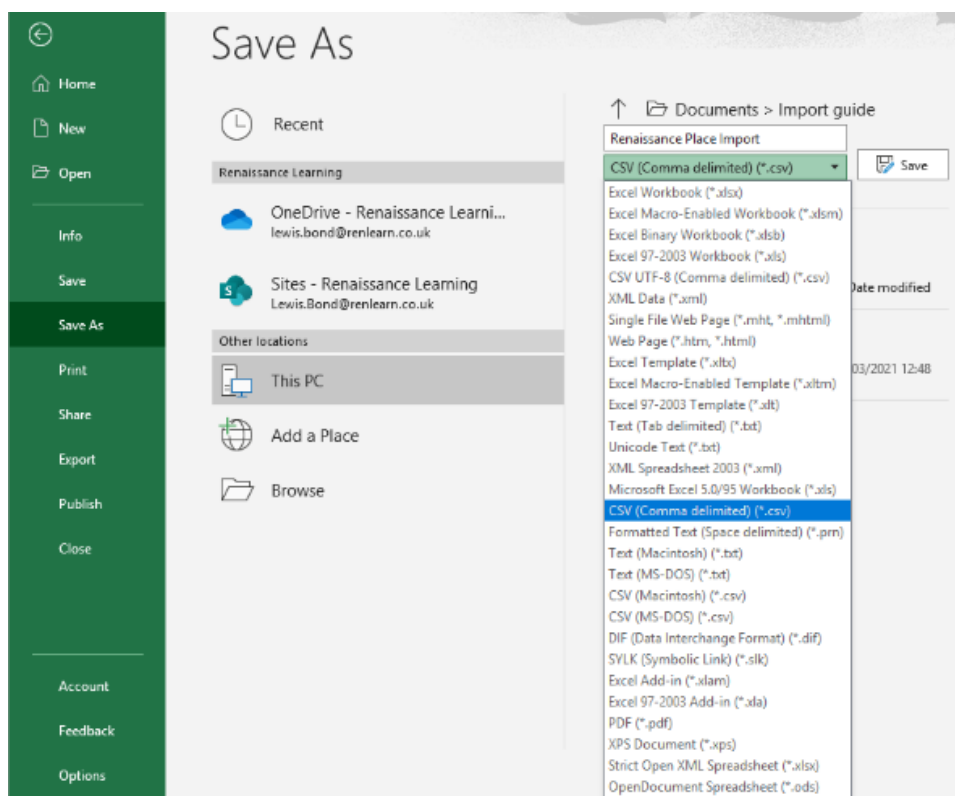 Save As
Home
New
Open
Info
Save
Save As
Print
Share
Export
Publish
Close
Account
Feedback
Options
Recent
Renaissance Learning
OneDrive - Renaissance Learni...
lewis.bond@renlearn.co.uk
Sites - Renaissance Learning
Lewis.Bond@renlearn.co.uk
Other locations
This PC
Add a Place
Browse
Documents > Import guide
Renaissance Place Import
CSV (Comma delimited) (*.csv)
Save
Excel Workbook (*.xlsx)
Excel Macro-Enabled Workbook (*.xlsm)
Excel Binary Workbook (*.xlsb)
Excel 97-2003 Workbook (*.xls)
CSV UTF-8 (Comma delimited) (*.csv)
XML Data (*.xml)
Single File Web Page (*.mht, *.mhtml)
Web Page (*.htm, *.html)
Excel Template (*.xltx)
Excel Macro-Enabled Template (*.xltm)
Excel 97-2003 Template (*.xlt)
Text (Tab delimited) (*.txt)
Unicode Text (*.txt)
XML Spreadsheet 2003 (*.xml)
Microsoft Excel 5.0/95 Workbook (*.xls)
CSV (Comma delimited) (*.csv)
Formatted Text (Space delimited) (*.prn)
Text (Macintosh) (*.txt)
Text (MS-DOS) (*.txt)
CSV (Macintosh) (*.csv)
CSV (MS-DOS) (*.csv)
DIF (Data Interchange Format) (*.dif)
SYLK (Symbolic Link) (*.slk)
Excel Add-in (*.xlam)
Excel 97-2003 Add-in (*.xla)
PDF (*.pdf)
XPS Document (*.xps)
Strict Open XML Spreadsheet (*.xlsx)
OpenDocument Spreadsheet (*.ods)
Date modified
03/2021 12:48